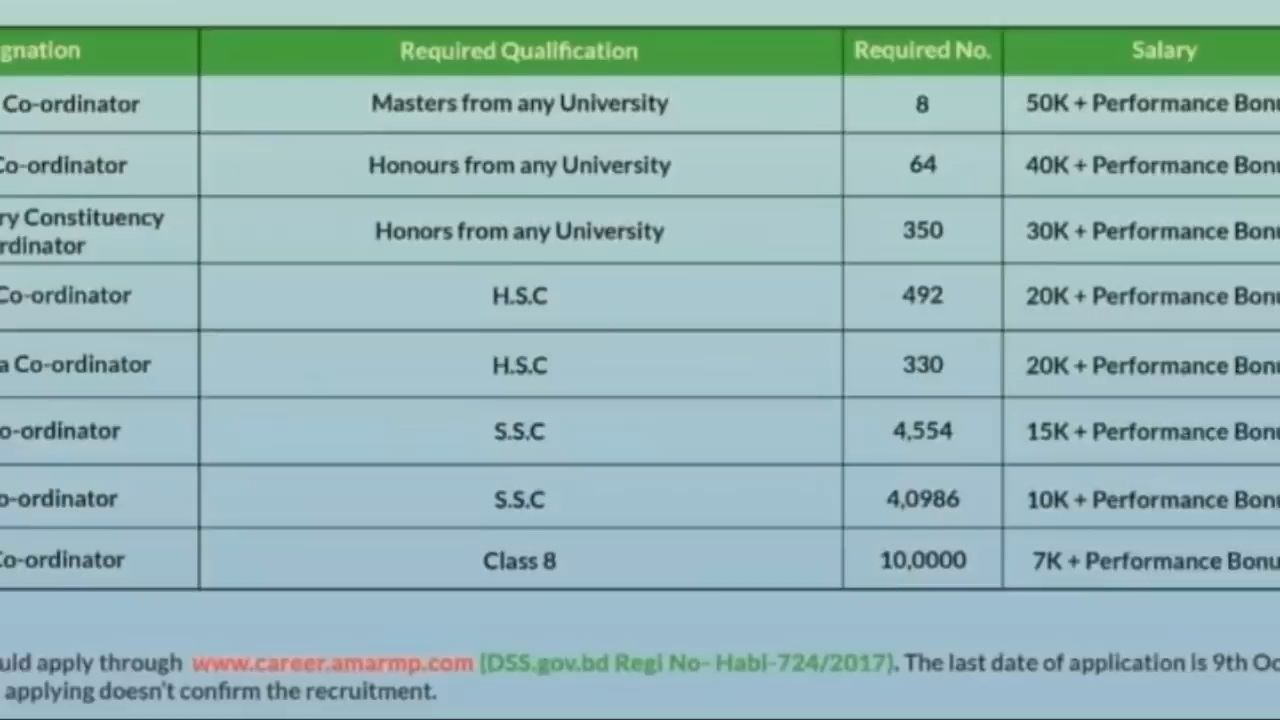 gnation Required Qualification Required No. Salary
Co-ordinator Masters from any University 8 50K + Performance Bonu
Co-ordinator Honours from any University 64 40K + Performance Bonu
ry Constituency
rdinator Honors from any University 350 30K + Performance Bonu
Co-ordinator H.S.C 492 20K + Performance Bonu
a Co-ordinator H.S.C 330 20K + Performance Bonu
o-ordinator S.S.C 4,554 15K + Performance Bonu
o-ordinator S.S.C 4,0986 10K + Performance Bonu
Co-ordinator Class 8 10,0000 7K + Performance Bonu
uld apply through www.career.amarmp.com (DSS.gov.bd Regi No- Habi-724/2017). The last date of application is 9th Oc
applying doesn't confirm the recruitment.